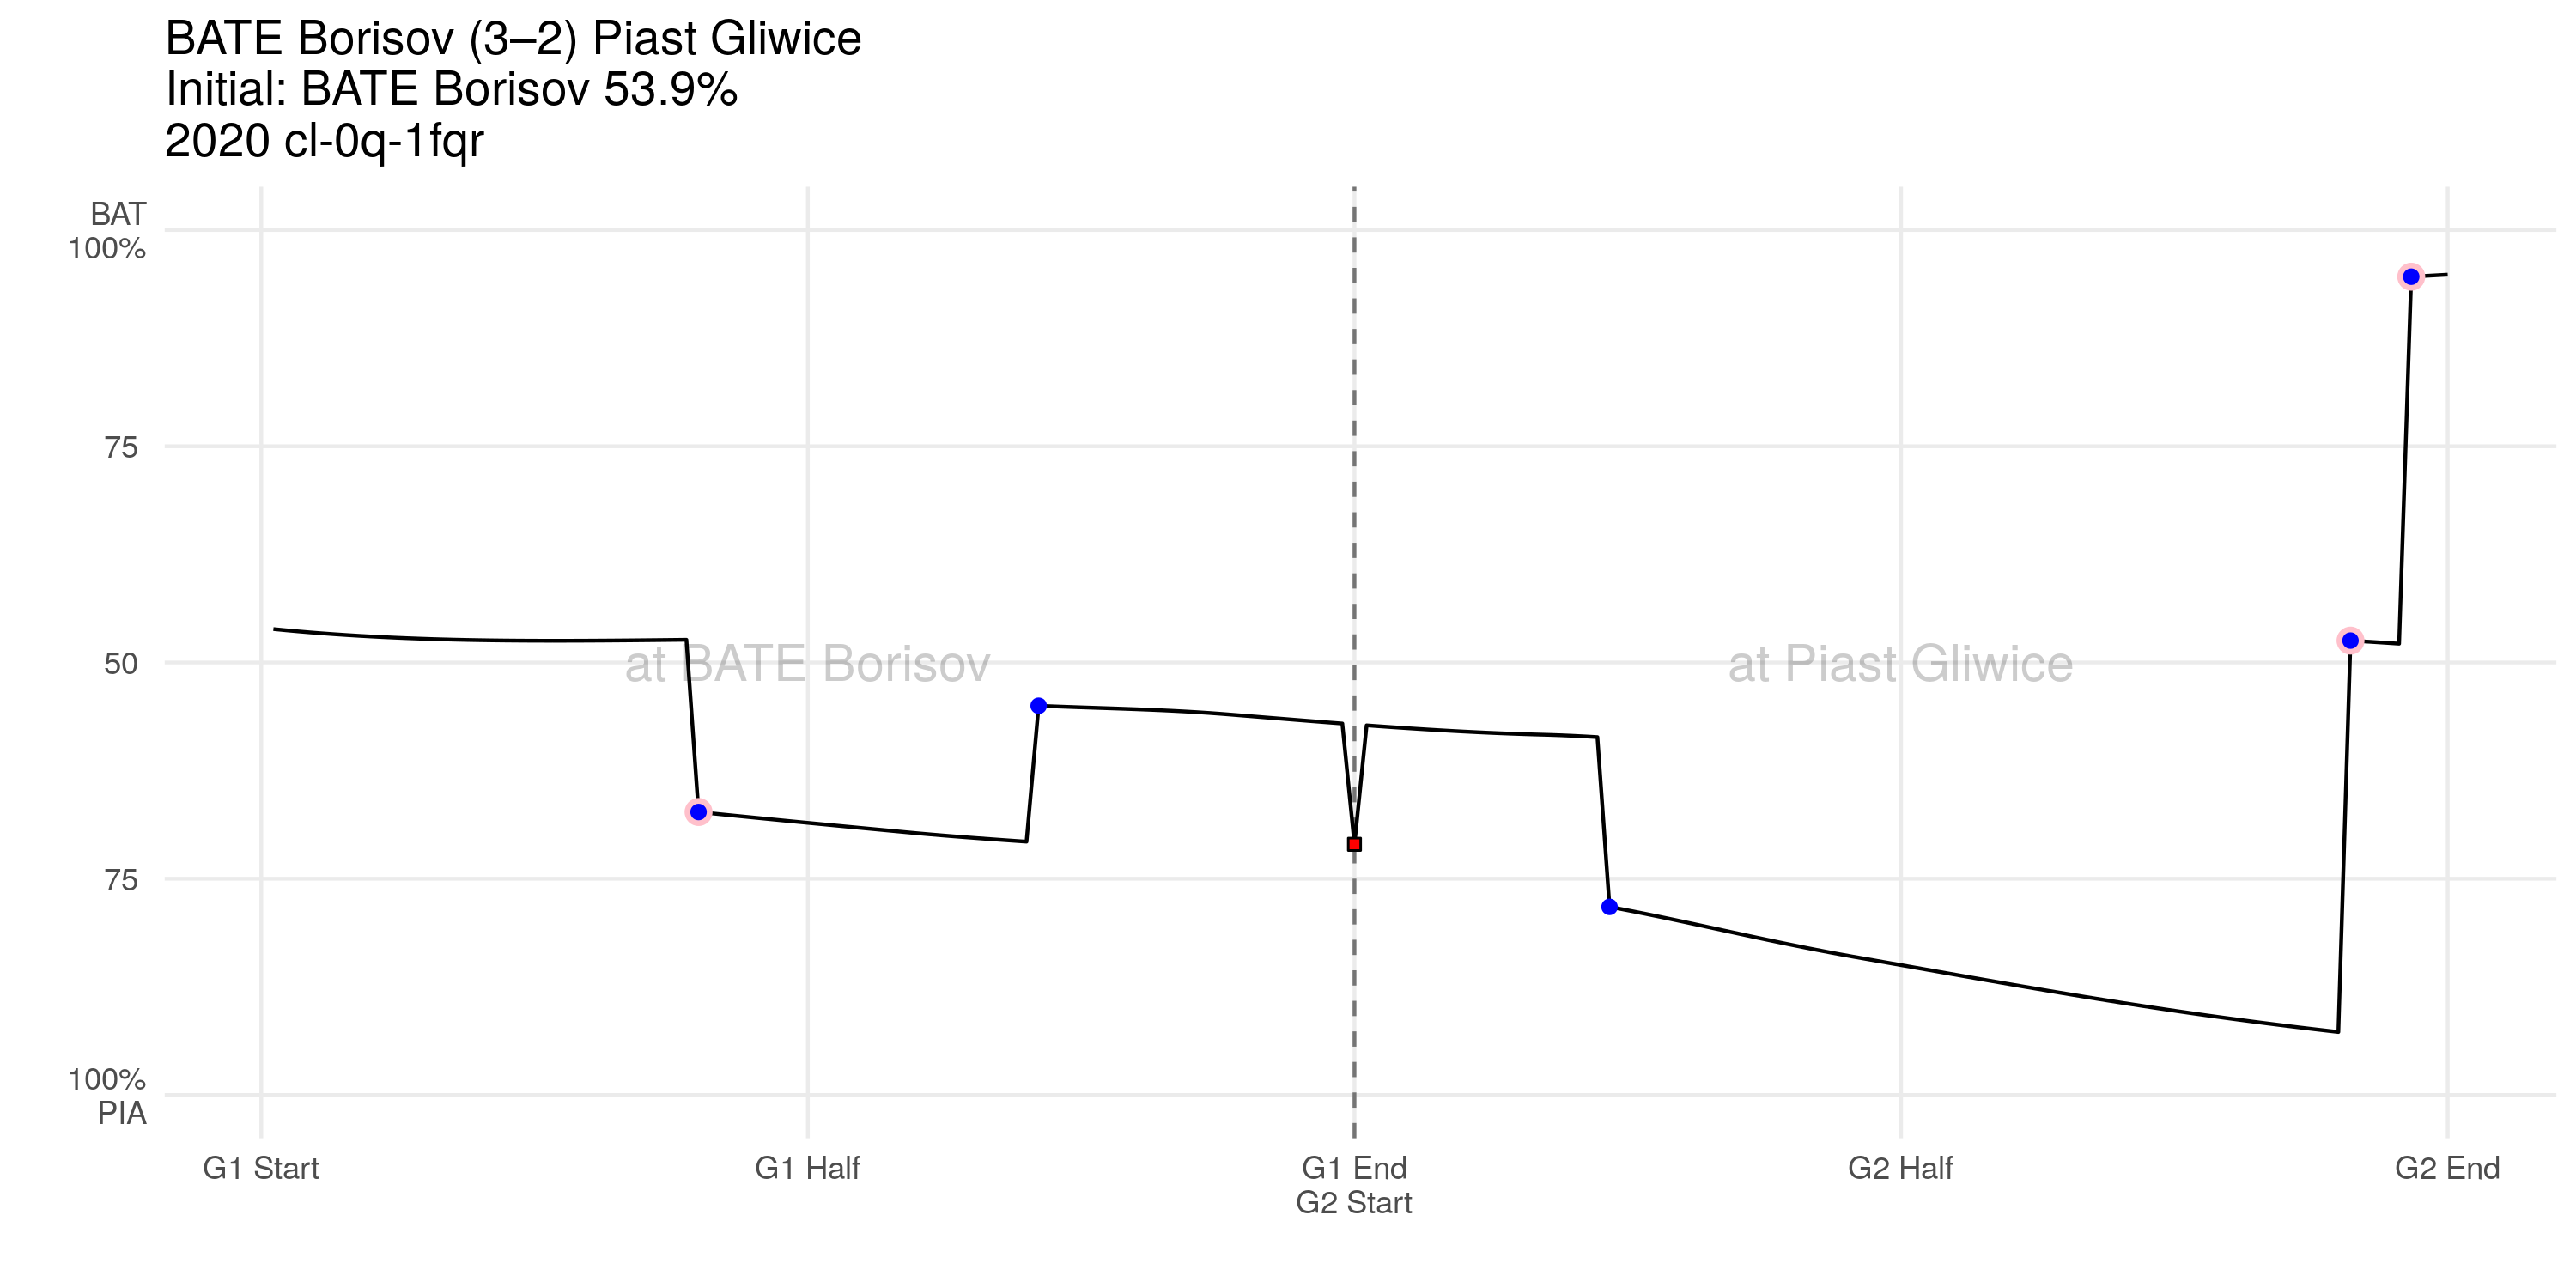 BATE Borisov (3–2) Piast Gliwice
Initial: BATE Borisov 53.9%
2020 cl-0q-1fqr
BAT
100%
75
50
75
100%
PIA
at BATE Borisov
at Piast Gliwice
G1 Start
G1 Half
G1 End
G2 Start
G2 Half
G2 End